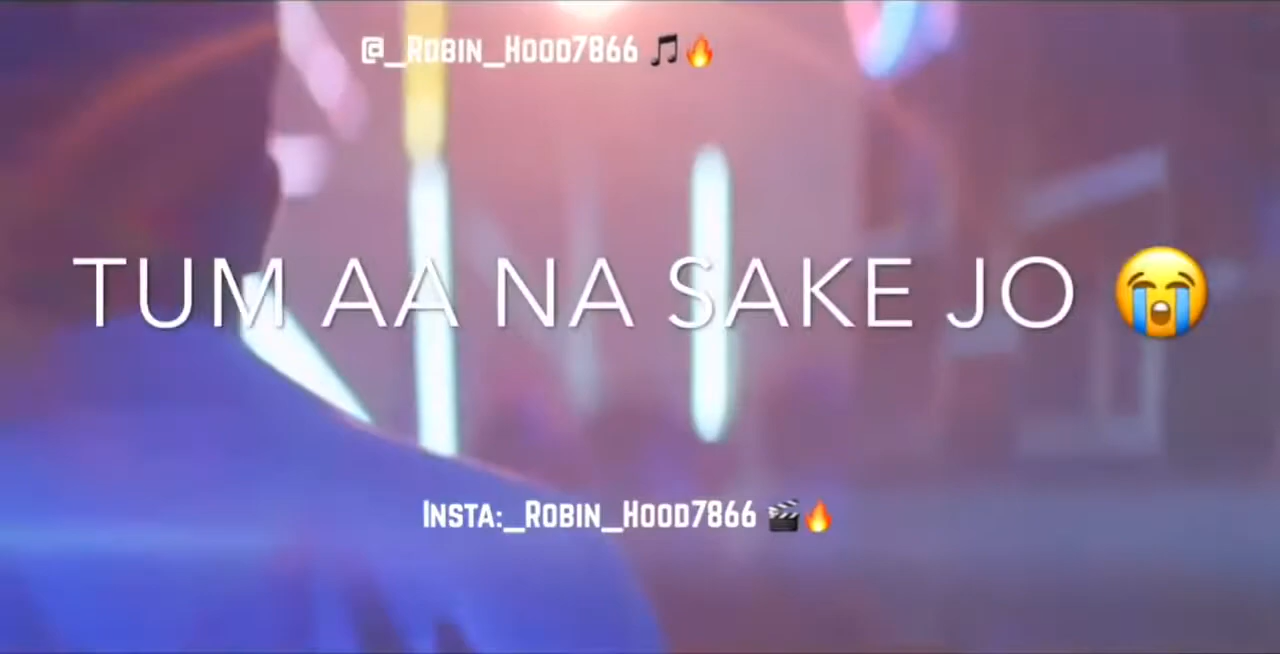 @_Robin_Hood7866 🎵🔥
TUM AA NA SAKE JO 😭
Insta:_Robin_Hood7866 🎬🔥